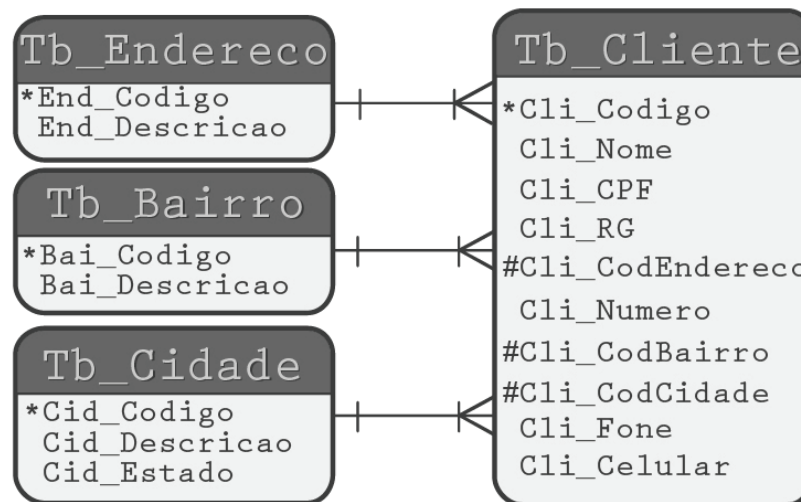 Tb_Endereco
*End_Codigo
End_Descricao
Tb_Bairro
*Bai_Codigo
Bai_Descricao
Tb_Cidade
*Cid_Codigo
Cid_Descricao
Cid_Estado
Tb_Cliente
*Cli_Codigo
Cli_Nome
Cli_CPF
Cli_RG
#Cli_CodEndereco
Cli_Numero
#Cli_CodBairro
#Cli_CodCidade
Cli_Fone
Cli_Celular